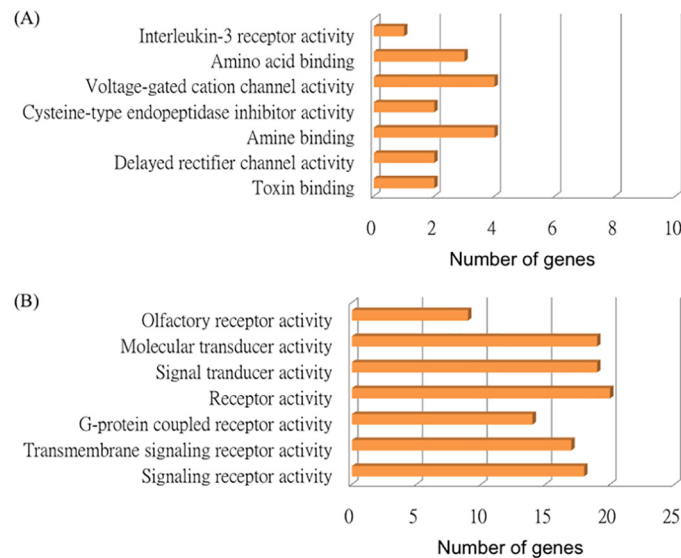 (A)
Interleukin-3 receptor activity
Amino acid binding
Voltage-gated cation channel activity
Cysteine-type endopeptidase inhibitor activity
Amine binding
Delayed rectifier channel activity
Toxin binding
0 2 4 6 8 10
Number of genes
(B)
Olfactory receptor activity
Molecular transducer activity
Signal tranducer activity
Receptor activity
G-protein coupled receptor activity
Transmembrane signaling receptor activity
Signaling receptor activity
0 5 10 15 20 25
Number of genes